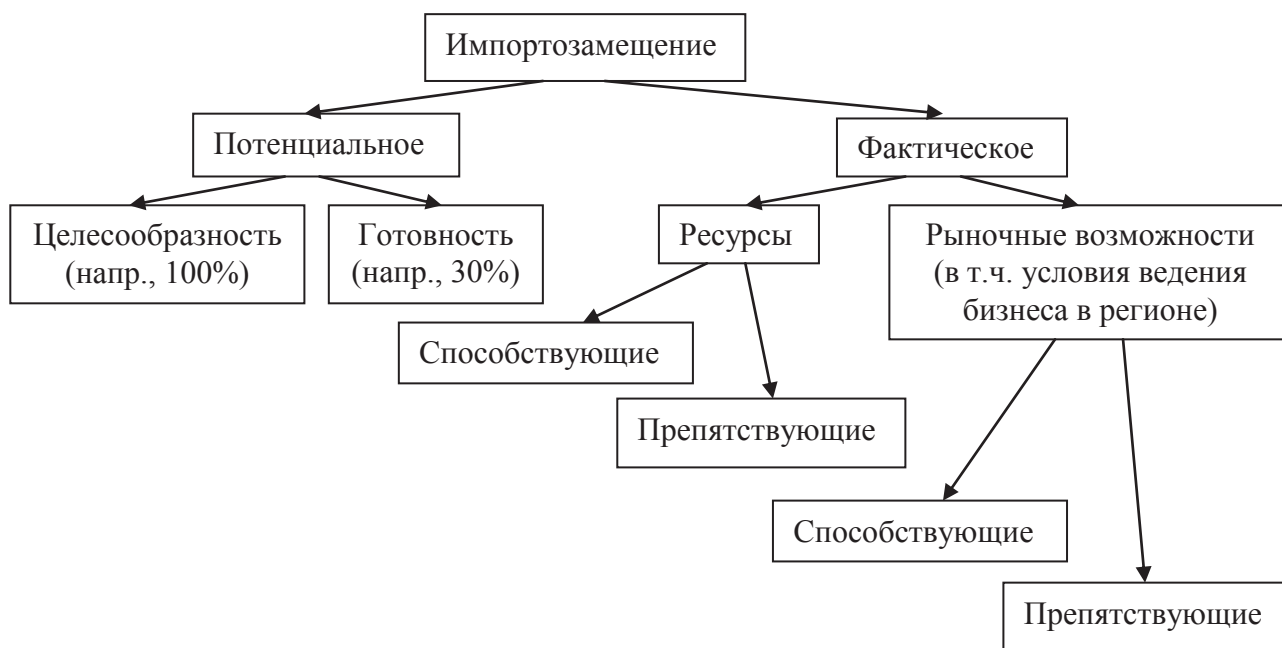 Импортозамещение
Потенциальное
Фактическое
Целесообразность
(напр., 100%)
Готовность
(напр., 30%)
Ресурсы
Рыночные возможности
(в т.ч. условия ведения
бизнеса в регионе)
Способствующие
Препятствующие
Способствующие
Препятствующие